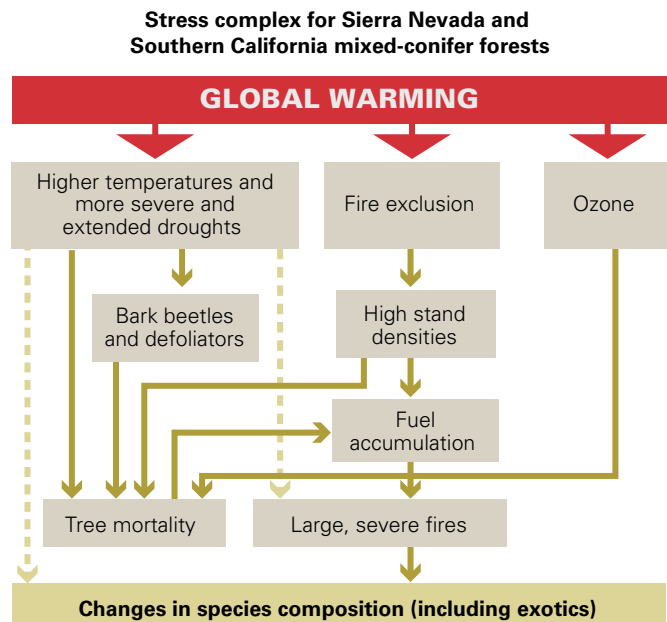 Stress complex for Sierra Nevada and
Southern California mixed-conifer forests
GLOBAL WARMING
Higher temperatures and
more severe and
extended droughts
Fire exclusion
Ozone
Bark beetles
and defoliators
High stand
densities
Fuel
accumulation
Tree mortality
Large, severe fires
Changes in species composition (including exotics)